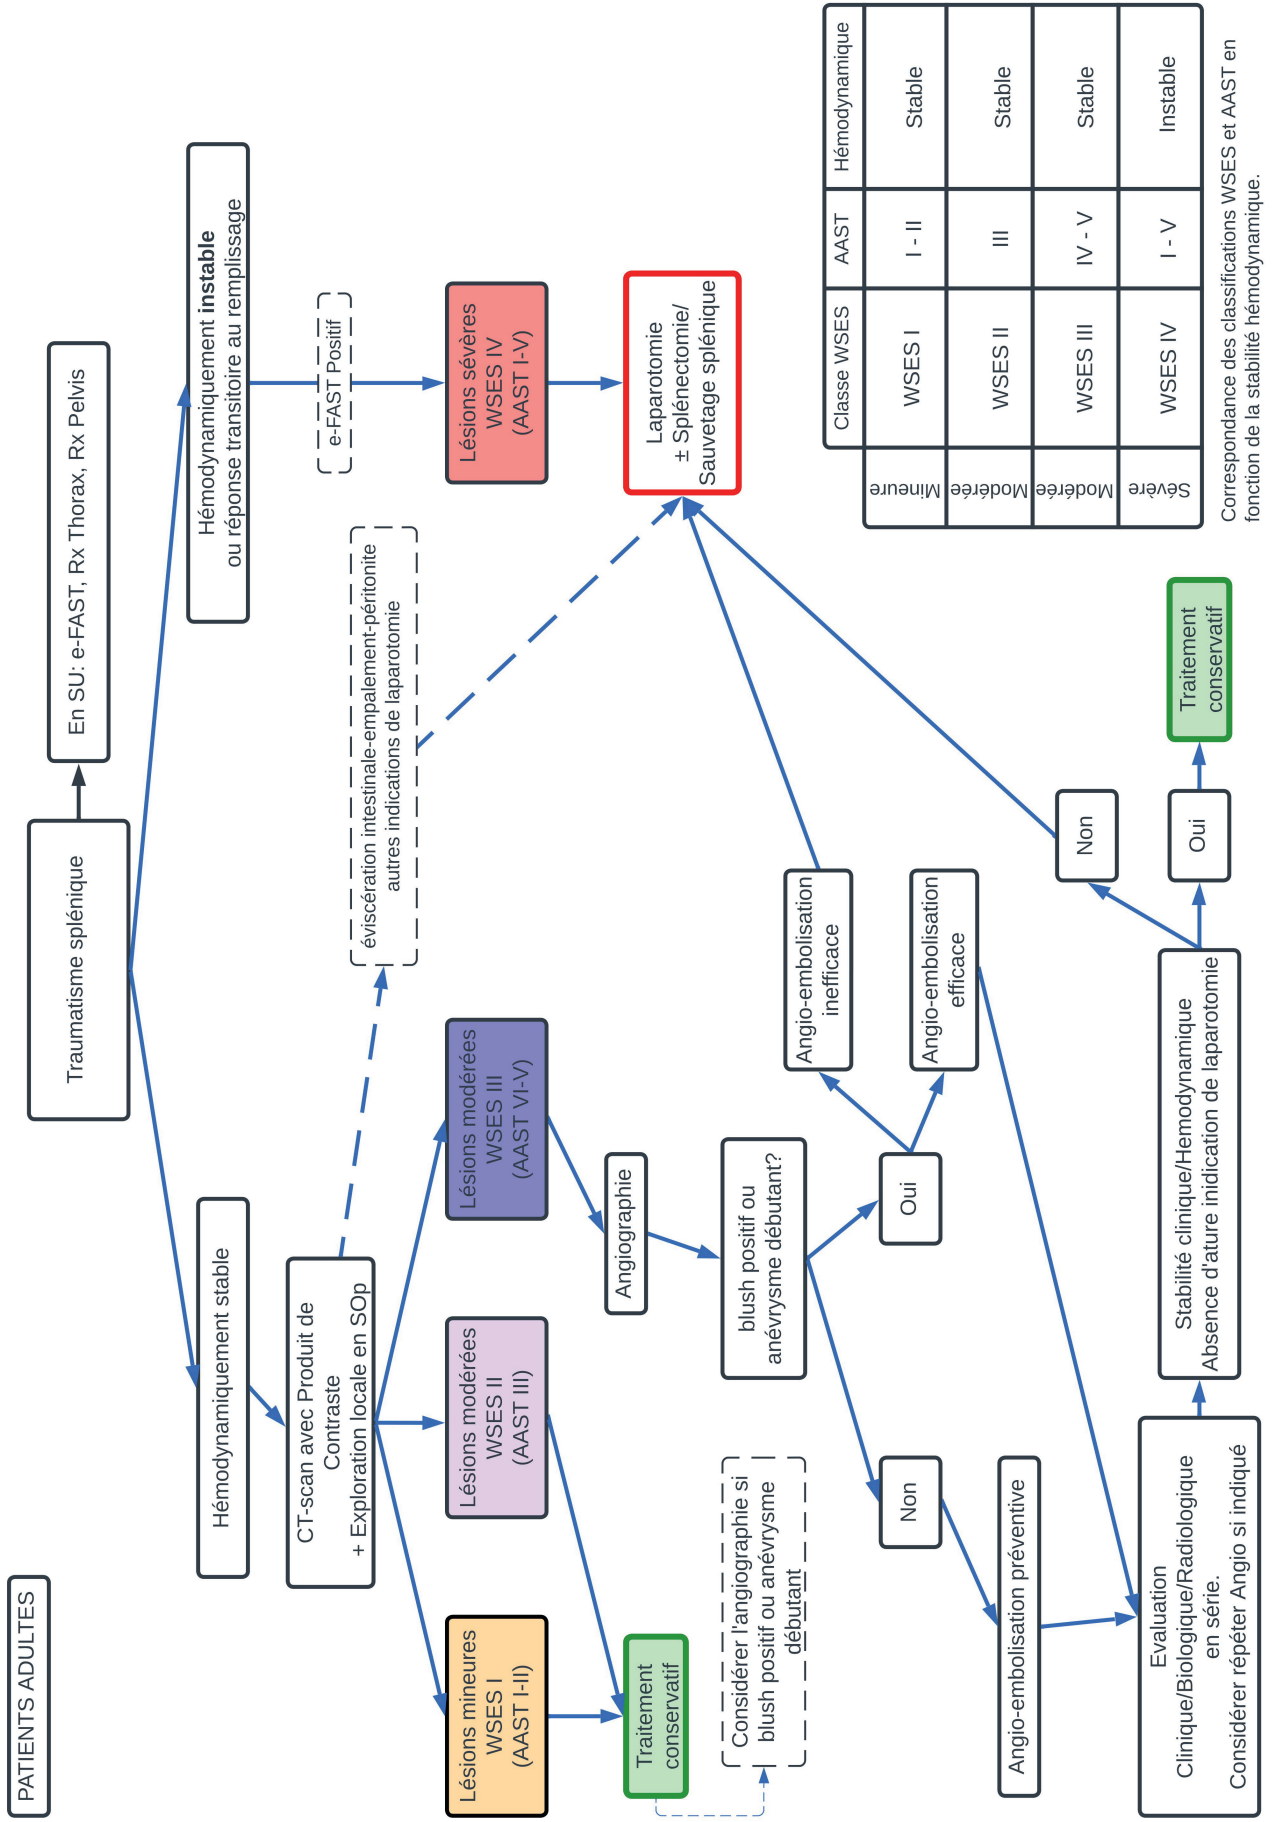 PATIENTS ADULTES
Traumatisme splénique
En SU: e-FAST, Rx Thorax, Rx Pelvis
Hémodynamiquement stable
Hémodynamiquement instable
ou réponse transitoire au remplissage
CT-scan avec Produit de
Contraste
+ Exploration locale en SOp
e-FAST Positif
éviscération intestinale-empalement-péritonite
autres indications de laparotomie
Lésions mineures
WSES I
(AAST I-II)
Lésions modérées
WSES II
(AAST III)
Lésions modérées
WSES III
(AAST VI-V)
Lésions sévères
WSES IV
(AAST I-V)
Traitement
conservatif
Angiographie
Laparotomie
± Splénectomie/
Sauvetage splénique
Considérer l'angiographie si
blush positif ou anévrysme
débutant
blush positif ou
anévrysme débutant?
Angio-embolisation
inefficace
Non
Oui
Angio-embolisation
efficace
Angio-embolisation préventive
Evaluation
Clinique/Biologique/Radiologique
en série.
Considérer répéter Angio si indiqué
Stabilité clinique/Hemodynamique
Absence d'ature inidication de laparotomie
Non
Oui
Traitement
conservatif
Classe WSES AAST Hémodynamique
Mineure WSES I I - II Stable
Modérée WSES II III Stable
Modérée WSES III IV - V Stable
Sévère WSES IV I - V Instable
Correspondance des classifications WSES et AAST en
fonction de la stabilité hémodynamique.